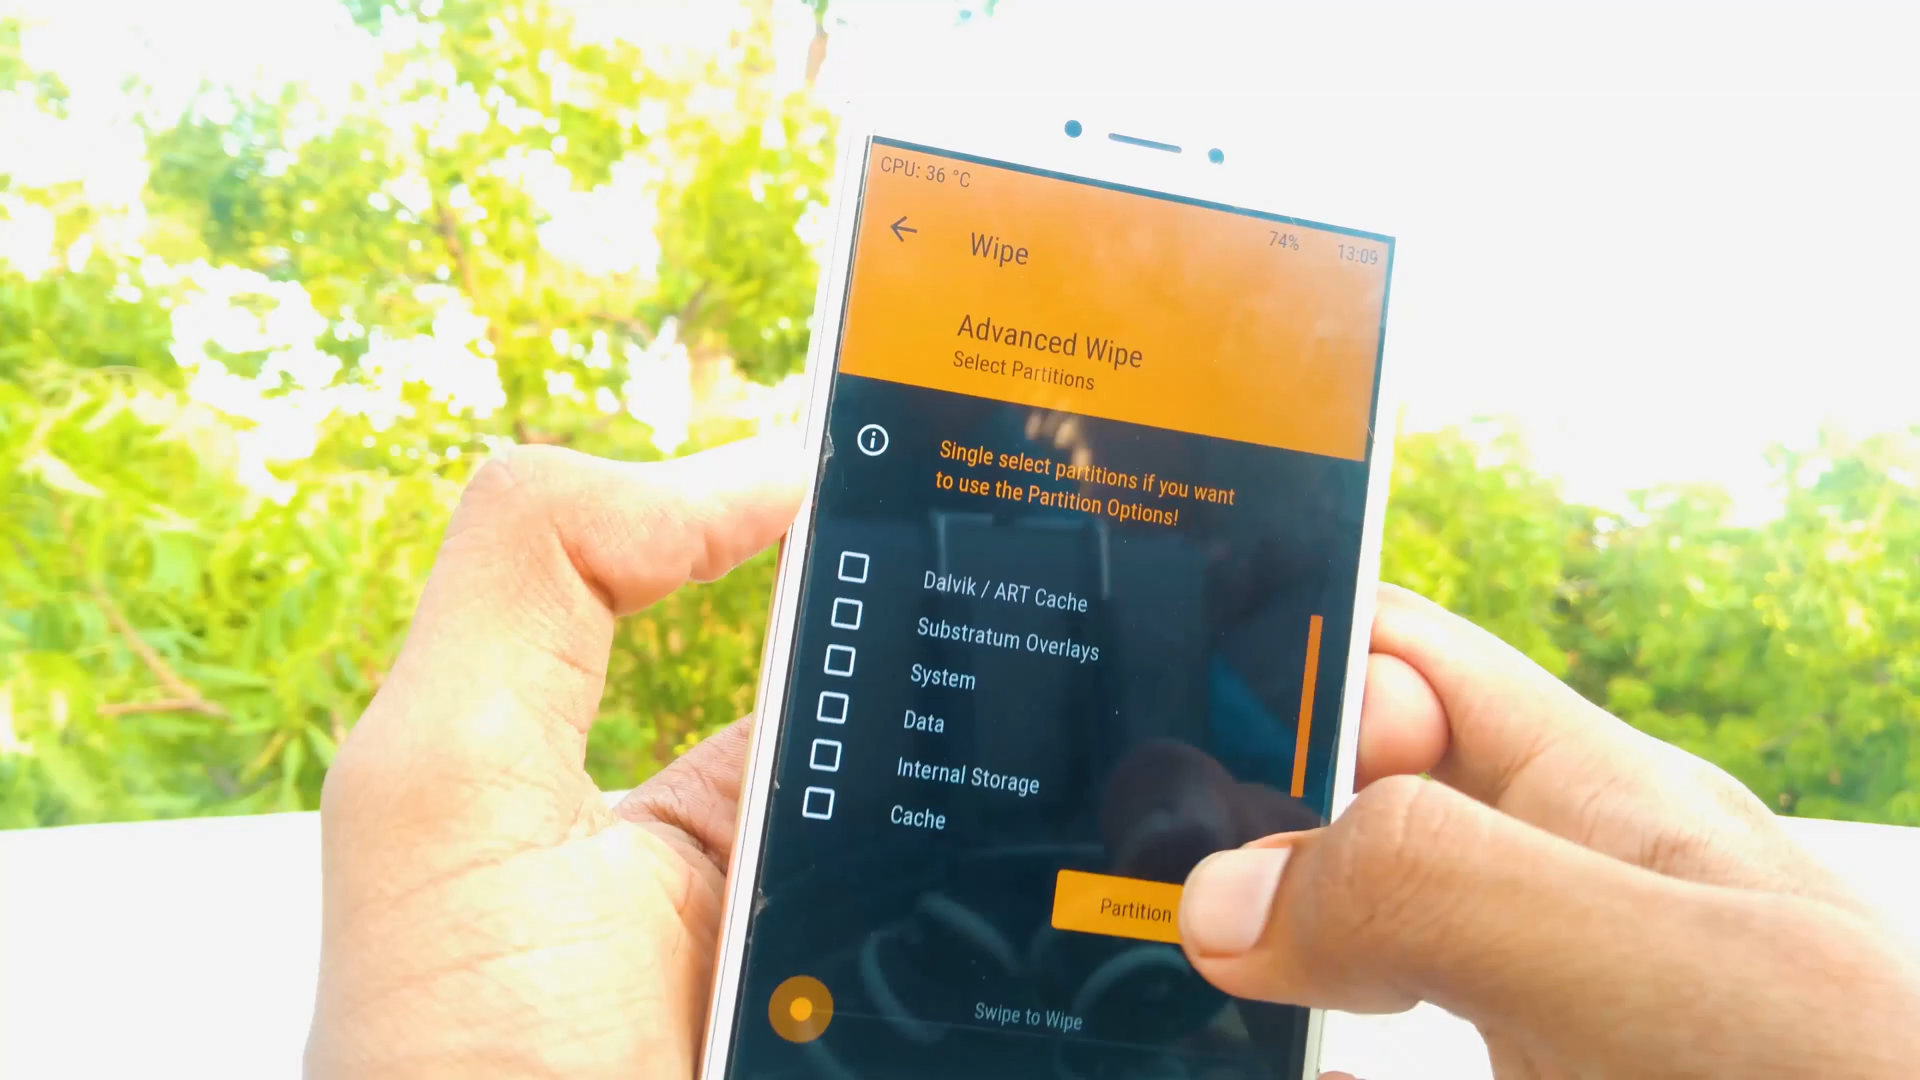 CPU: 36 °C
74% 13:09
Wipe
Advanced Wipe
Select Partitions
Single select partitions if you want
to use the Partition Options!
Dalvik / ART Cache
Substratum Overlays
System
Data
Internal Storage
Cache
Partition
Swipe to Wipe